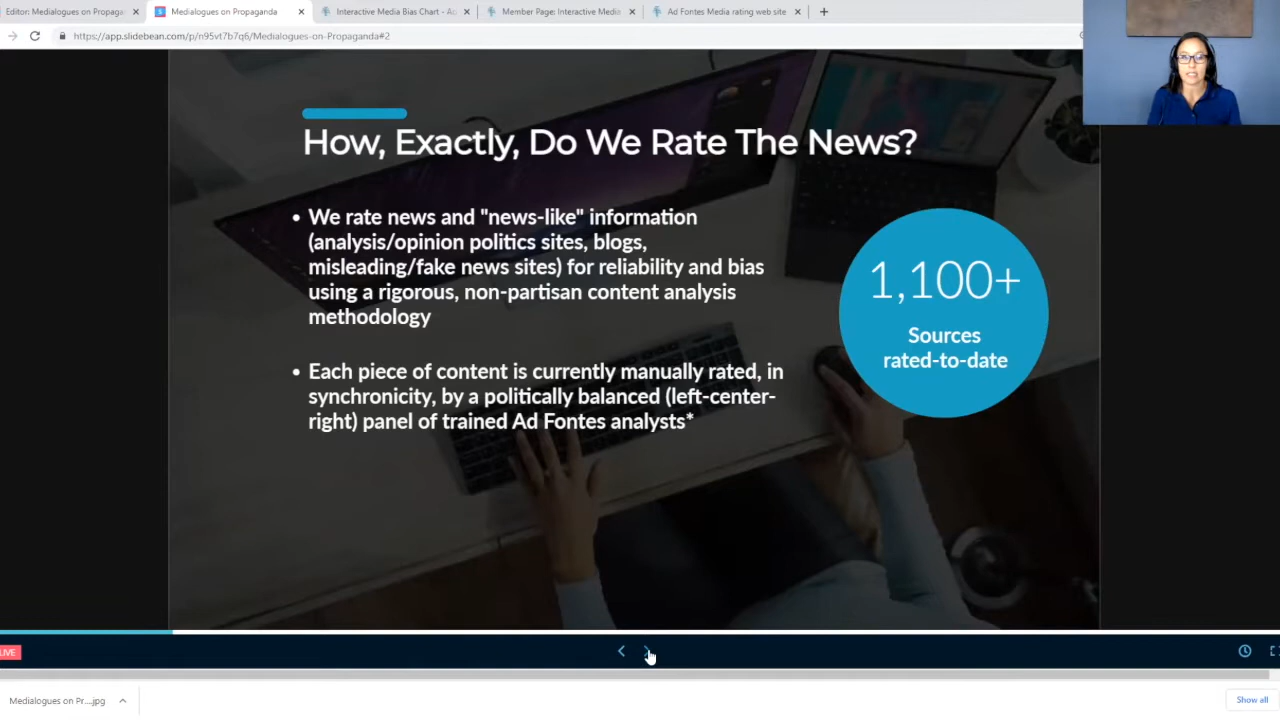 Editor: Medialogues on Propaga
Medialogues on Propaganda
Interactive Media Bias Chart - Ad
Member Page: Interactive Media
Ad Fontes Media rating web site
https://app.slidebean.com/p/n95vt7b7q6/Medialogues-on-Propaganda#2
How, Exactly, Do We Rate The News?
• We rate news and "news-like" information
(analysis/opinion politics sites, blogs,
misleading/fake news sites) for reliability and bias
using a rigorous, non-partisan content analysis
methodology
• Each piece of content is currently manually rated, in
synchronicity, by a politically balanced (left-center-
right) panel of trained Ad Fontes analysts*
1,100+
Sources
rated-to-date
LIVE
Medialogues on Pr....jpg
Show all